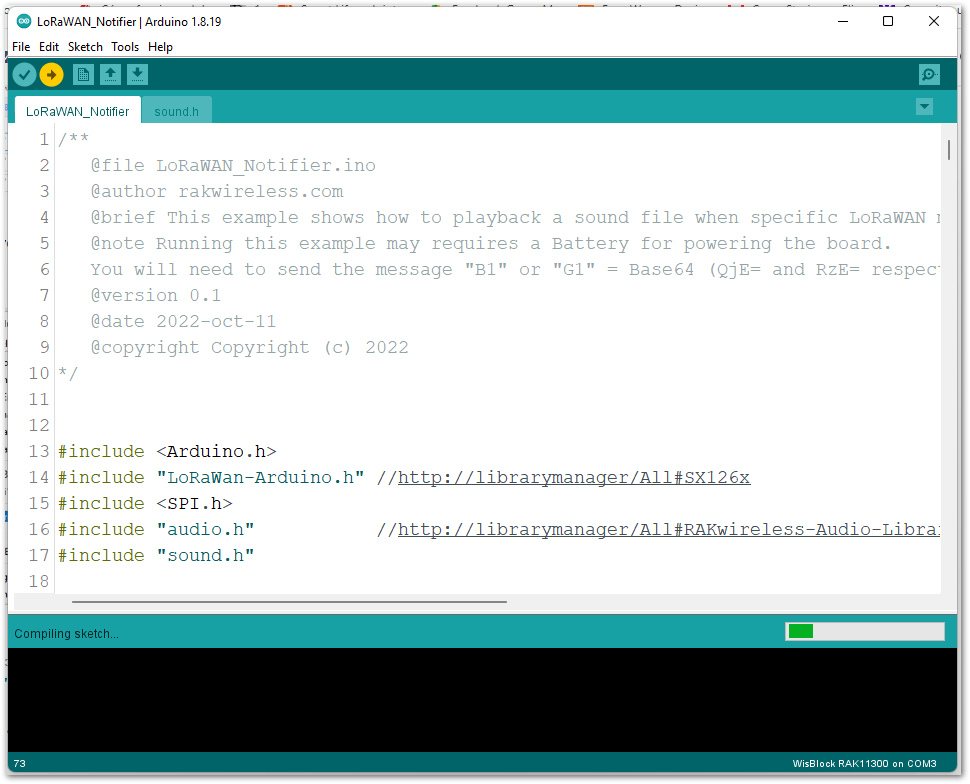 LoRaWAN_Notifier | Arduino 1.8.19
File Edit Sketch Tools Help
LoRaWAN_Notifier sound.h
1 /**
2 @file LoRaWAN_Notifier.ino
3 @author rakwireless.com
4 @brief This example shows how to playback a sound file when specific LoRaWAN
5 @note Running this example may requires a Battery for powering the board.
6 You will need to send the message "B1" or "G1" = Base64 (QjE= and RzE= respec
7 @version 0.1
8 @date 2022-oct-11
9 @copyright Copyright (c) 2022
10 */
11
12
13 #include <Arduino.h>
14 #include "LoRaWan-Arduino.h" //http://librarymanager/All#SX126x
15 #include <SPI.h>
16 #include "audio.h" //http://librarymanager/All#RAKwireless-Audio-Libra
17 #include "sound.h"
18
Compiling sketch...
73 WisBlock RAK11300 on COM3